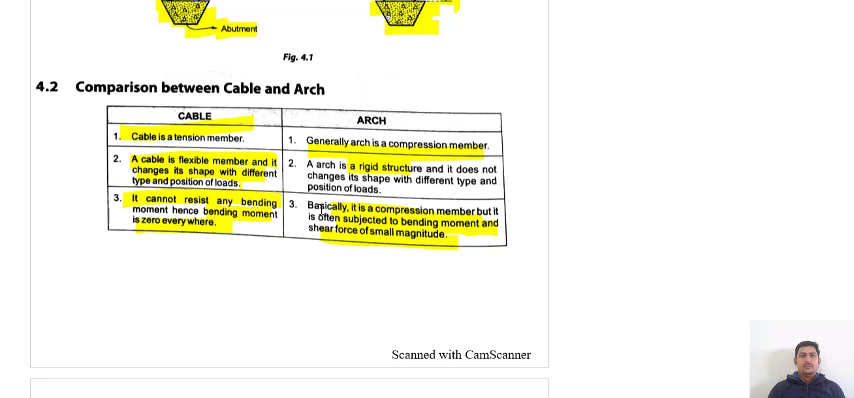 Abutment
Fig. 4.1
4.2 Comparison between Cable and Arch
CABLE
ARCH
1. Cable is a tension member.
1. Generally arch is a compression member.
2. A cable is flexible member and it
changes its shape with different
type and position of loads.
2. A arch is a rigid structure and it does not
changes its shape with different type and
position of loads.
3. It cannot resist any bending
moment hence bending moment
is zero every where.
3. Basically, it is a compression member but it
is often subjected to bending moment and
shear force of small magnitude.
Scanned with CamScanner